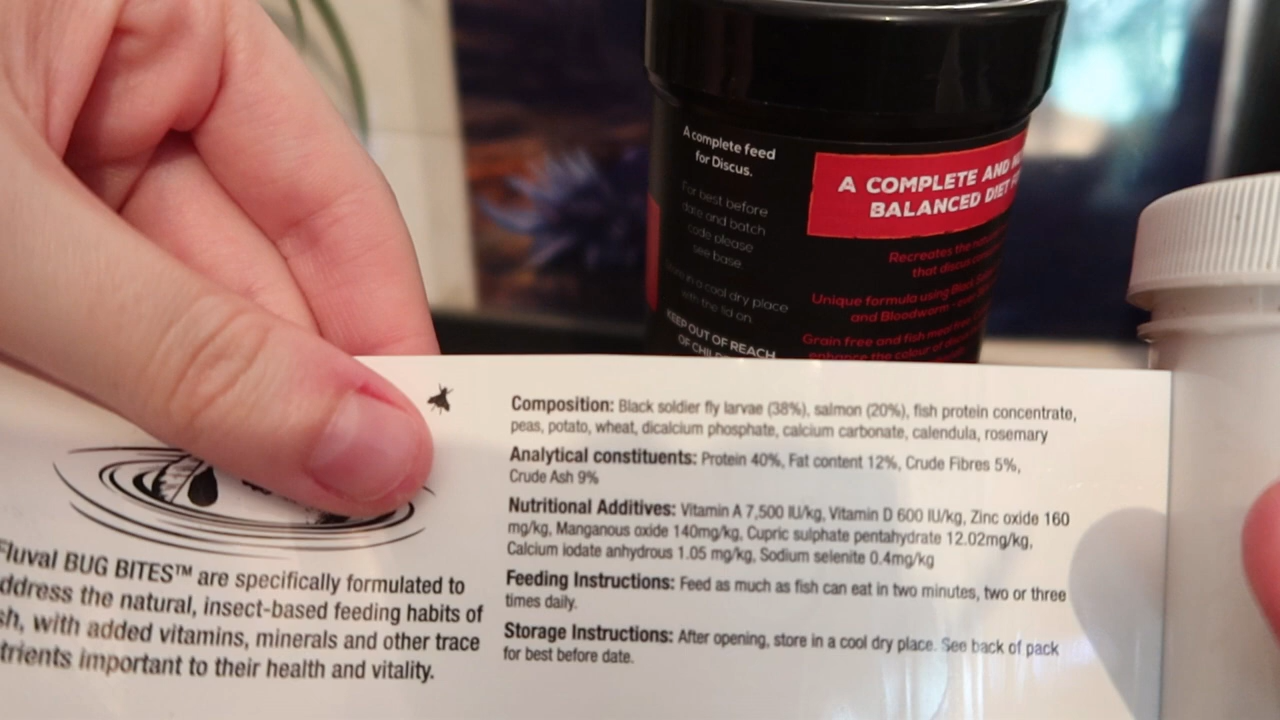 A complete feed
for Discus.
For best before
date and batch
code please
see base.
in a cool dry place
with the lid on
KEEP OUT OF REACH
OF
A COMPLETE AND
BALANCED DIET
Recreates the
that discus
Unique formula using Black
and Bloodworm -
Grain free and fish meal free.
enhance the colour of
Composition: Black soldier fly larvae (38%), salmon (20%), fish protein concentrate,
peas, potato, wheat, dicalcium phosphate, calcium carbonate, calendula, rosemary
Analytical constituents: Protein 40%, Fat content 12%, Crude Fibres 5%,
Crude Ash 9%
Nutritional Additives: Vitamin A 7,500 IU/kg, Vitamin D 600 IU/kg, Zinc oxide 160
mg/kg, Manganous oxide 140mg/kg, Cupric sulphate pentahydrate 12.02mg/kg,
Calcium iodate anhydrous 1.05 mg/kg, Sodium selenite 0.4mg/kg
Feeding Instructions: Feed as much as fish can eat in two minutes, two or three
times daily.
Storage Instructions: After opening, store in a cool dry place. See back of pack
for best before date.
Fluval BUG BITES™ are specifically formulated to
ddress the natural, insect-based feeding habits of
sh, with added vitamins, minerals and other trace
trients important to their health and vitality.